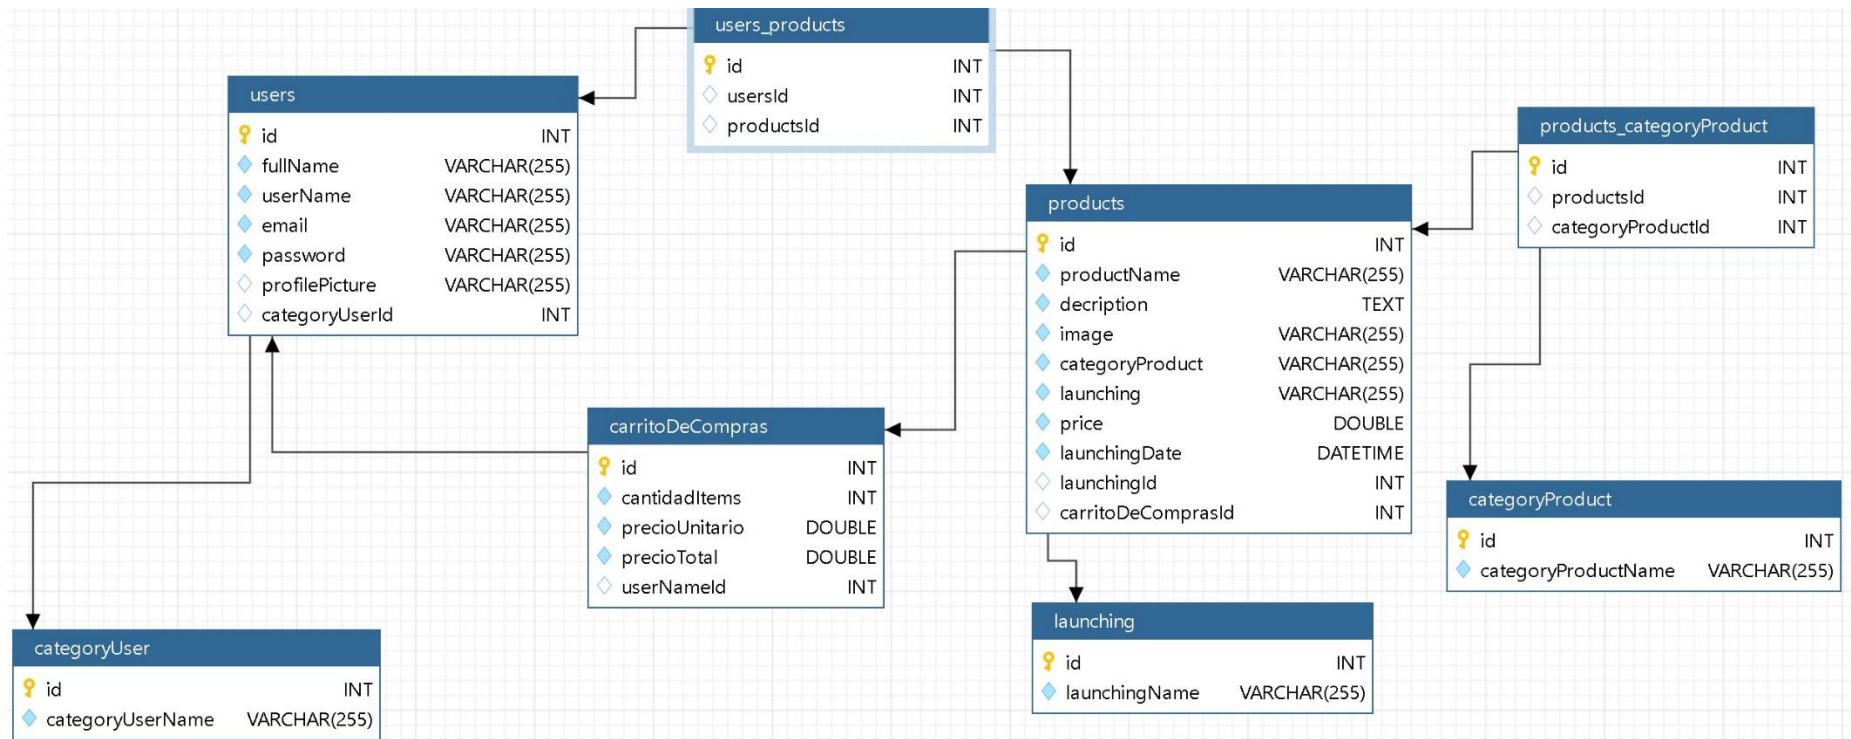 users_products
id INT
usersId INT
productsId INT
users
id INT
fullName VARCHAR(255)
userName VARCHAR(255)
email VARCHAR(255)
password VARCHAR(255)
profilePicture VARCHAR(255)
categoryUserId INT
products_categoryProduct
id INT
productsId INT
categoryProductId INT
products
id INT
productName VARCHAR(255)
decription TEXT
image VARCHAR(255)
categoryProduct VARCHAR(255)
launching VARCHAR(255)
price DOUBLE
launchingDate DATETIME
launchingId INT
carritoDeComprasId INT
carritoDeCompras
id INT
cantidadItems INT
precioUnitario DOUBLE
precioTotal DOUBLE
userNameId INT
categoryProduct
id INT
categoryProductName VARCHAR(255)
launching
id INT
launchingName VARCHAR(255)
categoryUser
id INT
categoryUserName VARCHAR(255)